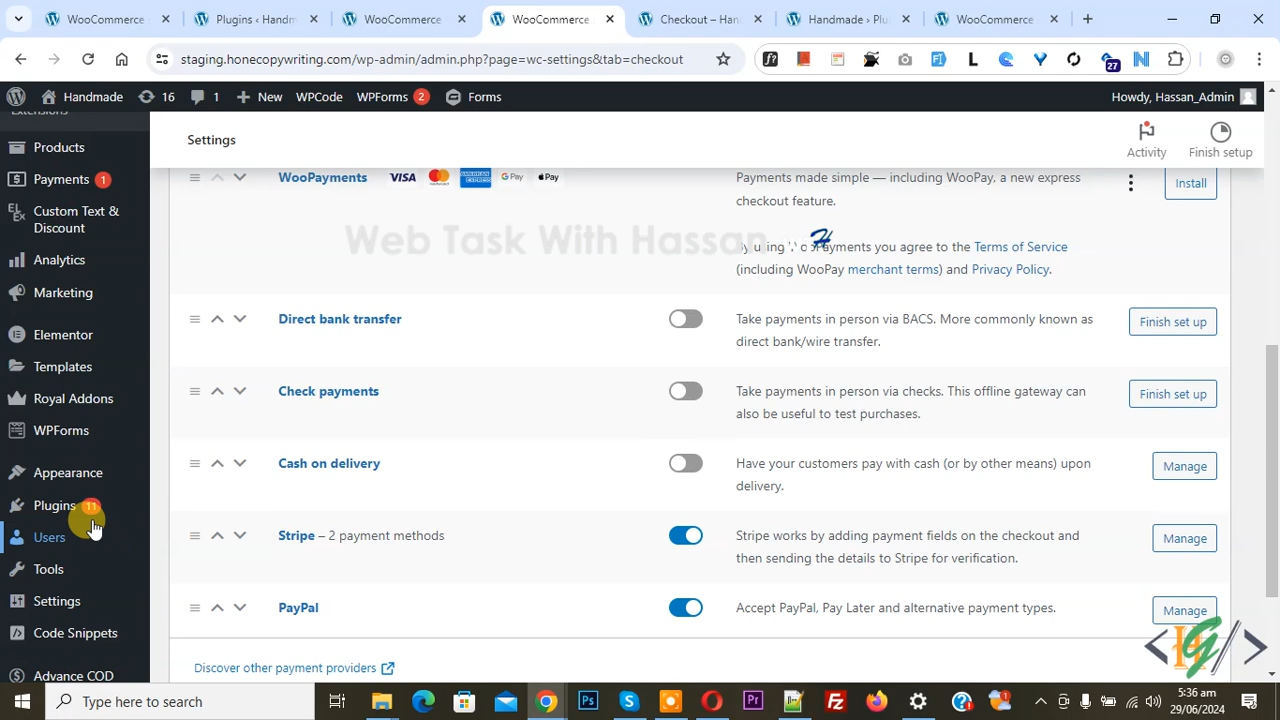 WooCommerce
Plugins ‹ Handm
WooCommerce
WooCommerce
Checkout – Han
Handmade › Plu
WooCommerce
staging.hgtecopywriting.com/wp-admin/admin.php?page=wc-settings&tab=checkout
27
Handmade
16
1
New
WPCode
WPForms 2
Forms
Howdy, Hassan_Admin
Settings
Activity
Finish setup
Products
Payments 1
Custom Text &
Discount
Analytics
Marketing
Elementor
Templates
Royal Addons
WPForms
Appearance
Plugins 11
Users
Tools
Settings
Code Snippets
Advance COD
WooPayments
VISA
G Pay
Pay
Payments made simple — including WooPay, a new express
checkout feature.
Install
Web Task With Hassan
By using WooPayments you agree to the Terms of Service
(including WooPay merchant terms) and Privacy Policy.
Direct bank transfer
Take payments in person via BACS. More commonly known as
direct bank/wire transfer.
Finish set up
Check payments
Take payments in person via checks. This offline gateway can
also be useful to test purchases.
Finish set up
Cash on delivery
Have your customers pay with cash (or by other means) upon
delivery.
Manage
Stripe – 2 payment methods
Stripe works by adding payment fields on the checkout and
then sending the details to Stripe for verification.
Manage
PayPal
Accept PayPal, Pay Later and alternative payment types.
Manage
Discover other payment providers
Type here to search
5:36 am
29/06/2024